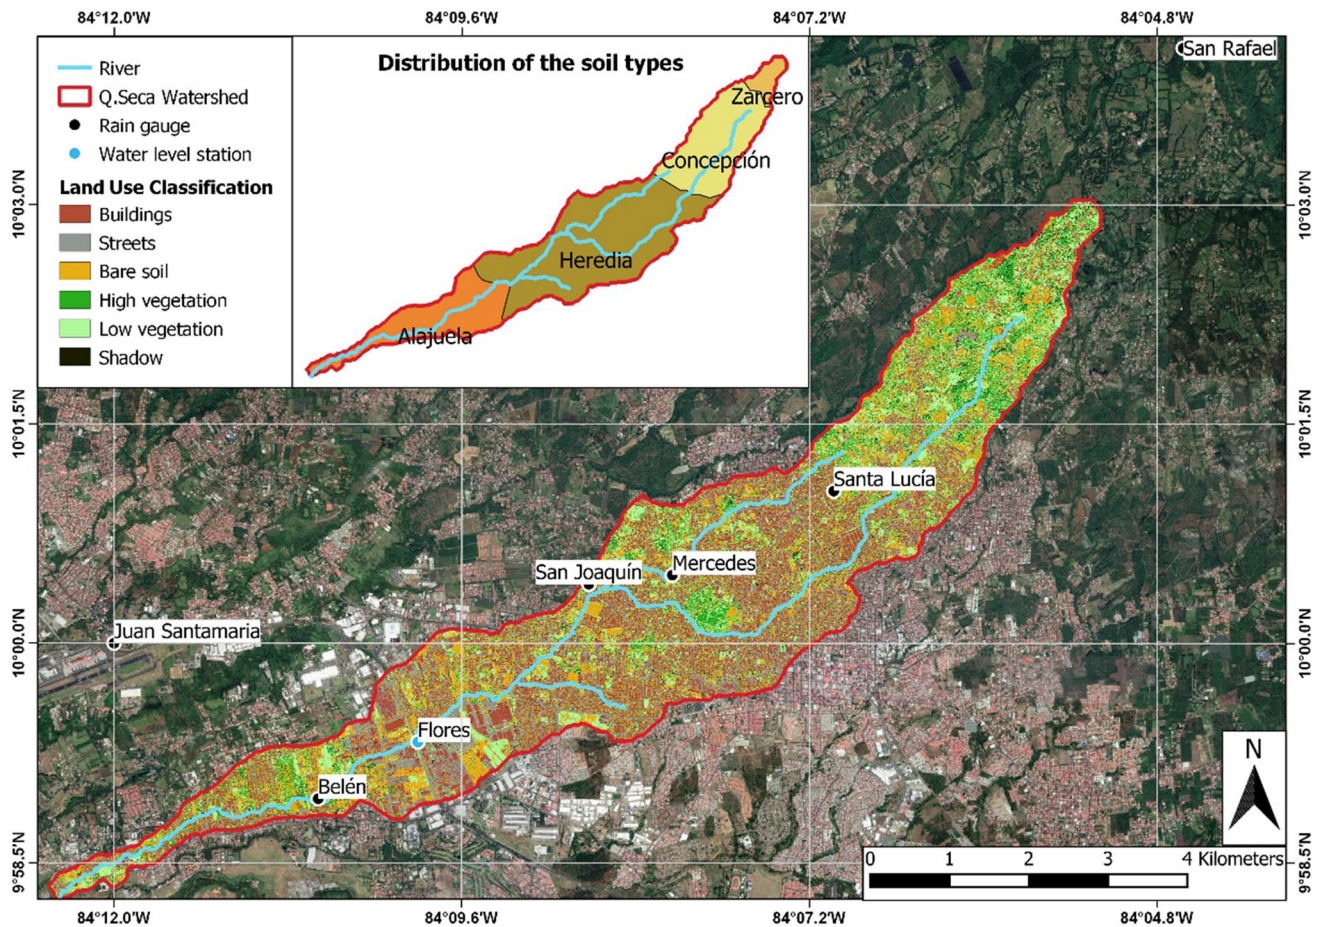 84°12.0'W 84°09.6'W 84°07.2'W 84°04.8'W
River
Q.Seca Watershed
Rain gauge
Water level station
Land Use Classification
Buildings
Streets
Bare soil
High vegetation
Low vegetation
Shadow
Distribution of the soil types
Zarcero
Concepción
Heredia
Alajuela
San Rafael
10°03.0'N 10°03.0'N
10°01.5'N 10°01.5'N
Santa Lucía
Mercedes
San Joaquín
Juan Santamaria
10°00.0'N 10°00.0'N
Flores
Belén
N
9°58.5'N 9°58.5'N
0 1 2 3 4 Kilometers
84°12.0'W 84°09.6'W 84°07.2'W 84°04.8'W